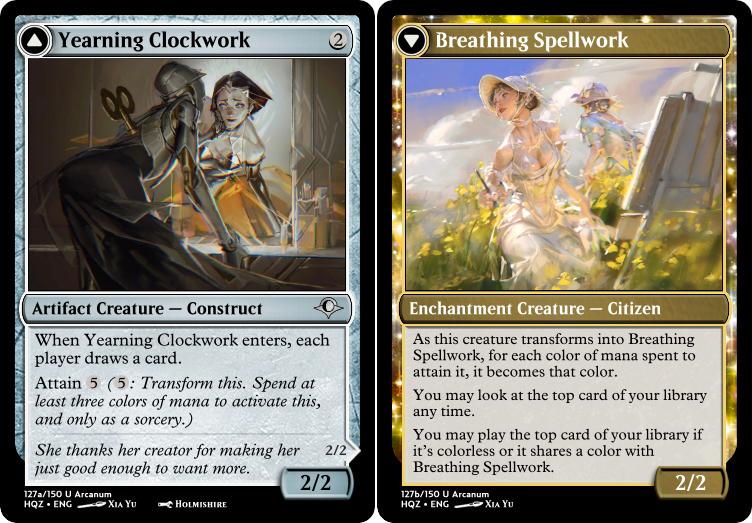 Yearning Clockwork 2
Artifact Creature — Construct
When Yearning Clockwork enters, each
player draws a card.
Attain 5 (5: Transform this. Spend at
least three colors of mana to activate this,
and only as a sorcery.)
She thanks her creator for making her
just good enough to want more.
2/2
2/2
127a/150 U Arcanum
HQZ • ENG Xia Yu Holmishire
Breathing Spellwork
Enchantment Creature — Citizen
As this creature transforms into Breathing
Spellwork, for each color of mana spent to
attain it, it becomes that color.
You may look at the top card of your library
any time.
You may play the top card of your library if
it's colorless or it shares a color with
Breathing Spellwork.
2/2
127b/150 U Arcanum
HQZ • ENG Xia Yu